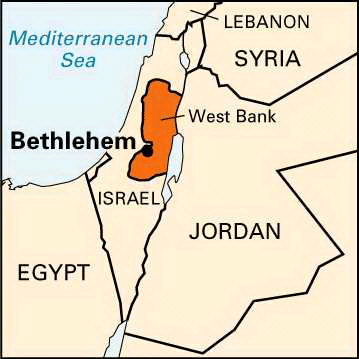 LEBANON
Mediterranean
Sea
SYRIA
West Bank
Bethlehem
ISRAEL
JORDAN
EGYPT